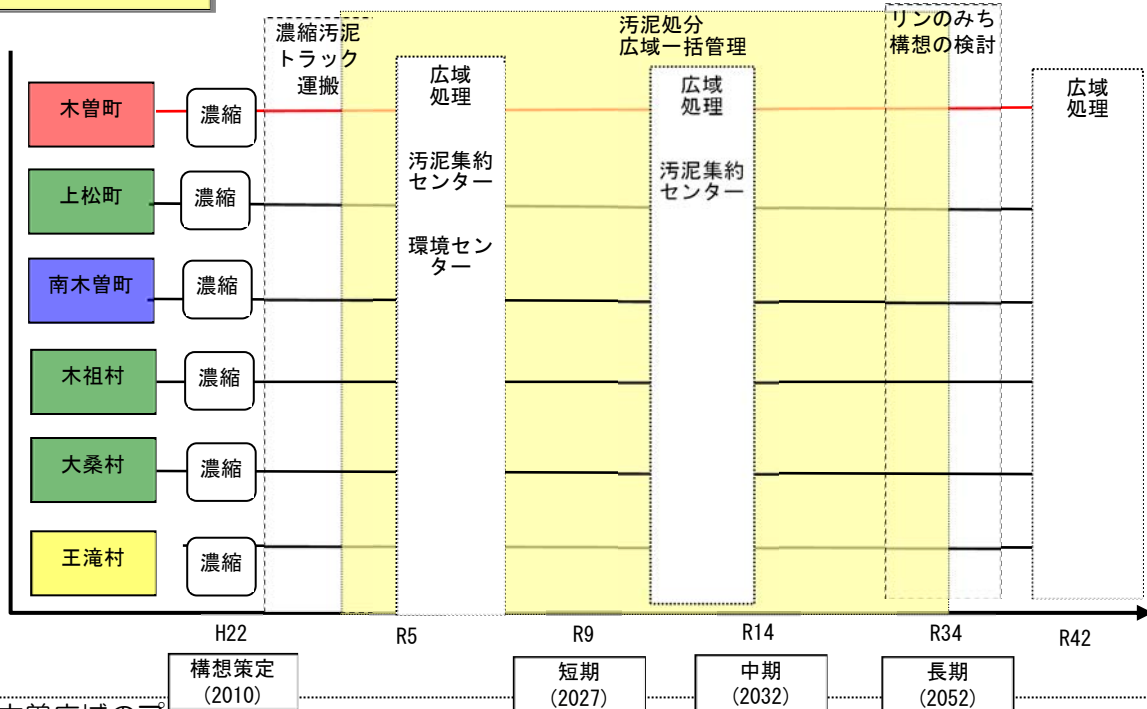 濃縮汚泥
トラック
運搬
汚泥処分
広域一括管理
リンのみち
構想の検討
木曽町
濃縮
広域
処理
汚泥集約
センター
環境セン
ター
広域
処理
汚泥集約
センター
広域
処理
上松町
濃縮
南木曽町
濃縮
木祖村
濃縮
大桑村
濃縮
王滝村
濃縮
H22
R5
R9
R14
R34
R42
構想策定
(2010)
短期
(2027)
中期
(2032)
長期
(2052)